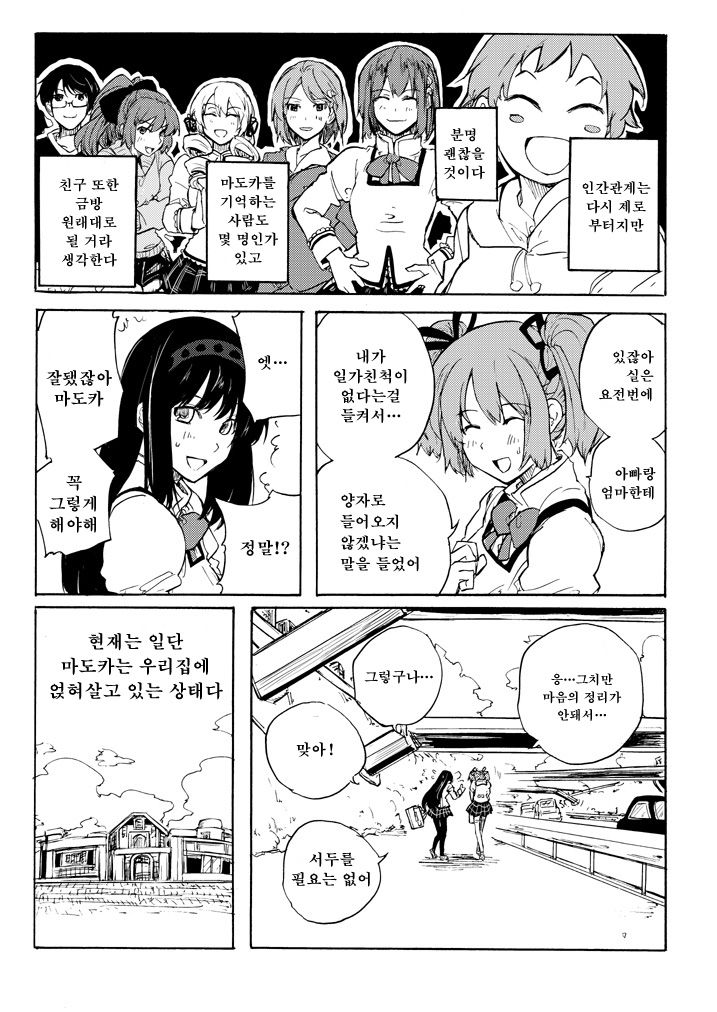 인간관계는
다시 제로
부터지만
분명
괜찮을
것이다
마도카를
기억하는
사람도
몇 명인가
있고
친구 또한
금방
원래대로
될 거라
생각한다
있잖아
실은
요전번에
아빠랑
엄마한테
내가
일가친척이
없다는걸
들켜서…
양자로
들어오지
않겠냐는
말을 들었어
엣…
정말!?
잘됐잖아
마도카
꼭
그렇게
해야해
응…그치만
마음의 정리가
안돼서…
그렇구나…
맞아!
서두를
필요는 없어
현재는 일단
마도카는 우리집에
얹혀살고 있는 상태다